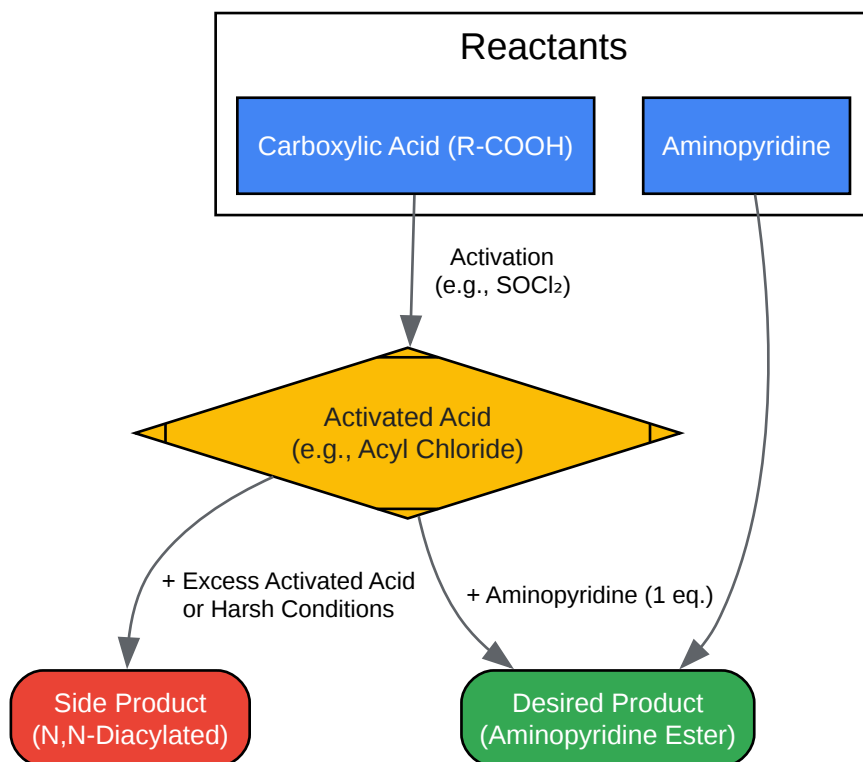 Reactants
Carboxylic Acid (R-COOH)
Aminopyridine
Activation
(e.g., SOCl₂)
Activated Acid
(e.g., Acyl Chloride)
+ Excess Activated Acid
or Harsh Conditions
+ Aminopyridine (1 eq.)
Side Product
(N,N-Diacylated)
Desired Product
(Aminopyridine Ester)